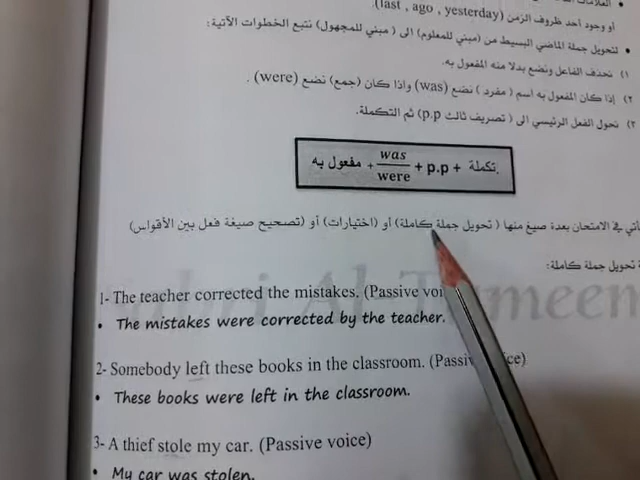 أو وجود أحد ظروف الزمن (last , ago , yesterday).
• لتحويل جملة الماضي البسيط من (مبني للمعلوم) الى ( مبني للمجهول) نتبع الخطوات الآتية:
١) نحذف الفاعل ونضع بدلا منه المفعول به.
٢) إذا كان المفعول به اسم ( مفرد ) نضع (was) واذا كان (جمع) نضع (were) .
٣) نحول الفعل الرئيسي الى ( تصريف ثالث p.p) ثم التكملة.
مفعول به + was/were + p.p + تكملة.
في الامتحان بعدة صيغ منها ( تحويل جملة كاملة) أو (اختيارات) أو (تصحيح صيغة فعل بين الأقواس)
تحويل جملة كاملة:
1- The teacher corrected the mistakes. (Passive
• The mistakes were corrected by the teacher.
2- Somebody left these books in the classroom. (Passive
• These books were left in the classroom.
3- A thief stole my car. (Passive voice)
• My car was stolen.